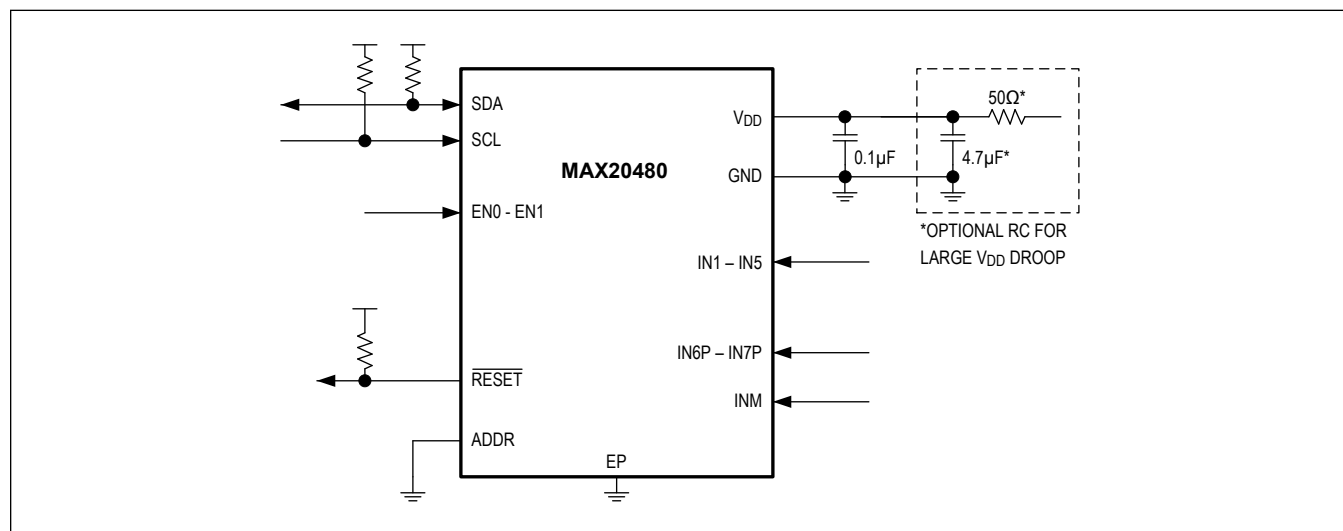 SDA
SCL
EN0 - EN1
RESET
ADDR
MAX20480
EP
VDD
GND
IN1 – IN5
IN6P – IN7P
INM
0.1µF
4.7µF*
50Ω*
*OPTIONAL RC FOR
LARGE VDD DROOP